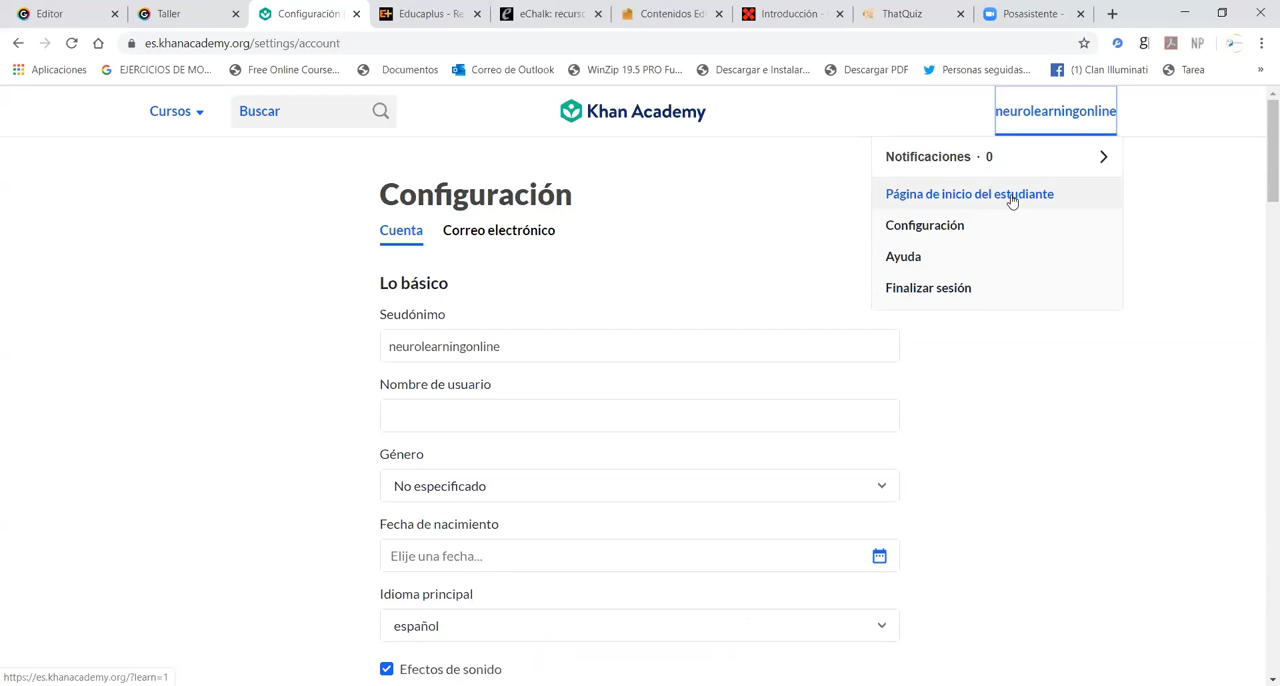 Editor
Taller
Configuración
Educaplus - Re
eChalk: recurso
Contenidos Ed
Introducción -
ThatQuiz
Posasistente -
es.khanacademy.org/settings/account
Aplicaciones
EJERCICIOS DE MO...
Free Online Course...
Documentos
Correo de Outlook
WinZip 19.5 PRO Fu...
Descargar e Instalar...
Descargar PDF
Personas seguidas...
(1) Clan Illuminati
Tarea
»
Cursos
Buscar
Khan Academy
neurolearningonline
Notificaciones · 0
Página de inicio del estudiante
Configuración
Ayuda
Finalizar sesión
Configuración
Cuenta
Correo electrónico
Lo básico
Seudónimo
neurolearningonline
Nombre de usuario
Género
No especificado
Fecha de nacimiento
Elije una fecha...
Idioma principal
español
Efectos de sonido
https://es.khanacademy.org/?learn=1